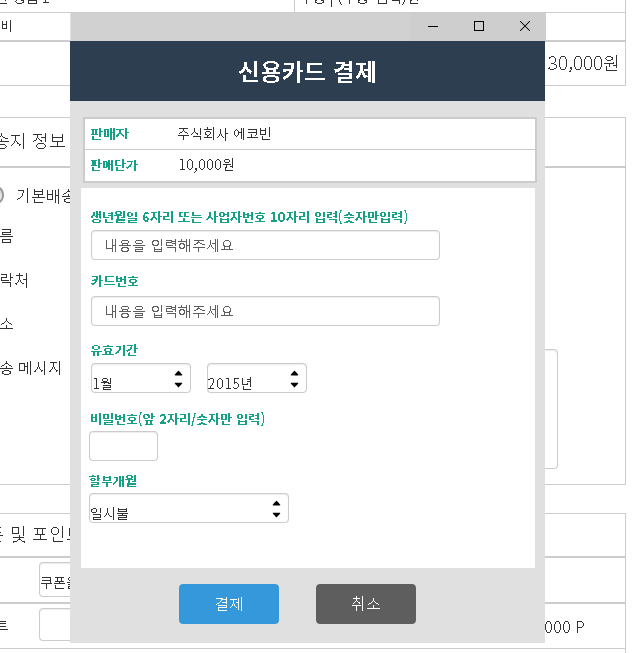 비
신용카드 결제
30,000원
판매자 주식회사 에코빈
판매단가 10,000원
송지 정보
기본배송
생년월일 6자리 또는 사업자번호 10자리 입력(숫자만입력)
름
내용을 입력해주세요
락처
카드번호
내용을 입력해주세요
소
유효기간
송 메시지
1월 2015년
비밀번호(앞 2자리/숫자만 입력)
할부개월
일시불
및 포인트
쿠폰을
결제 취소
트
000 P